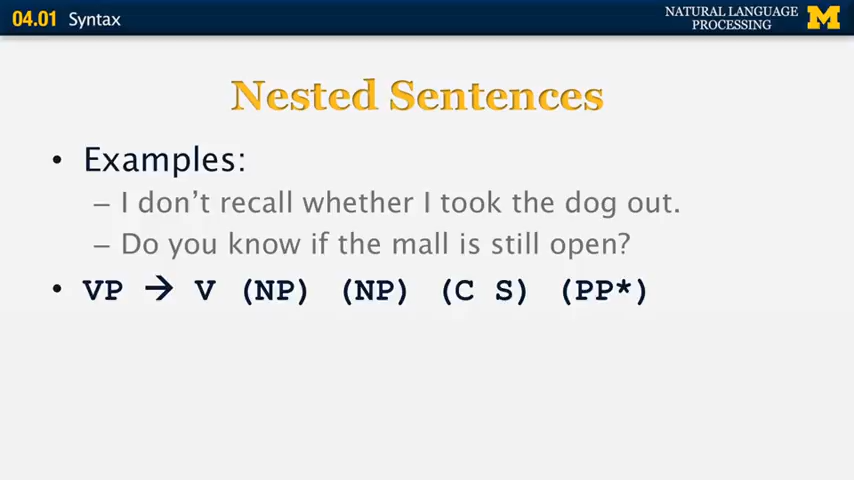 04.01 Syntax
NATURAL LANGUAGE
PROCESSING
M
Nested Sentences
• Examples:
– I don’t recall whether I took the dog out.
– Do you know if the mall is still open?
• VP → V (NP) (NP) (C S) (PP*)